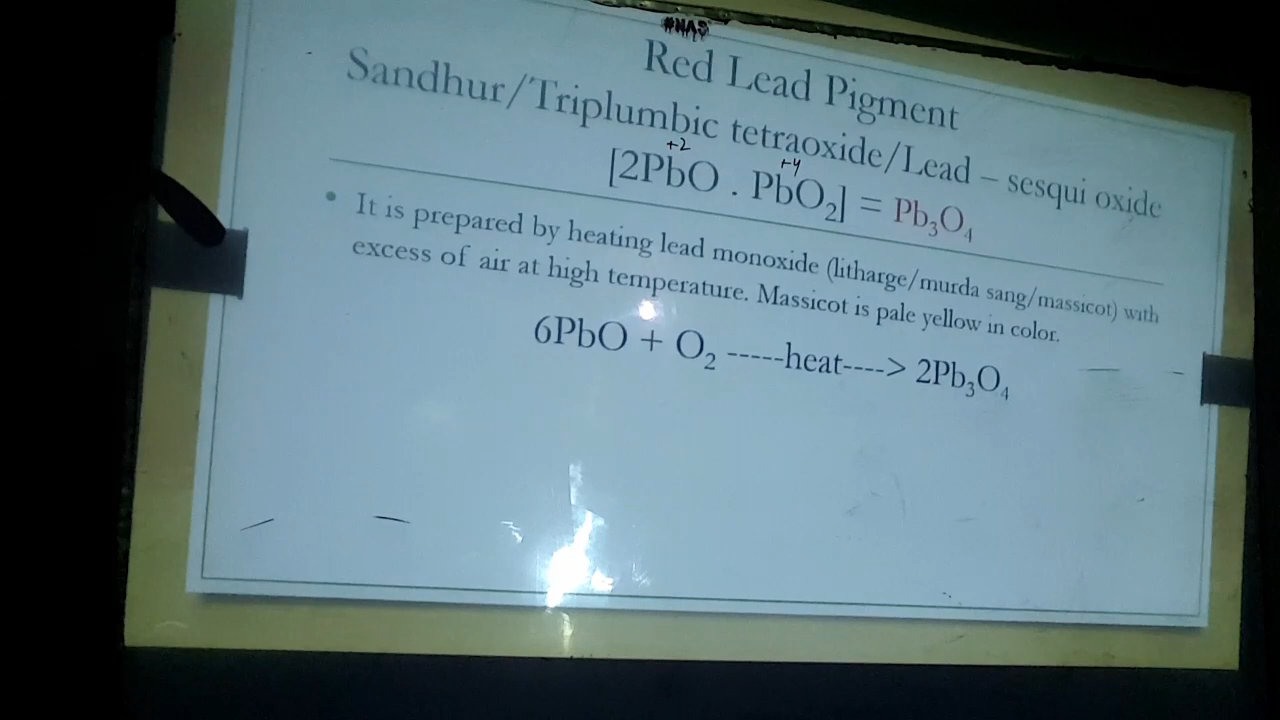 #NAS
Red Lead Pigment
Sandhur/Triplumbic tetraoxide/Lead – sesqui oxide
+2 +4
[2PbO . PbO₂] = Pb₃O₄
• It is prepared by heating lead monoxide (litharge/murda sang/massicot) with
excess of air at high temperature. Massicot is pale yellow in color.
6PbO + O₂ -----heat----> 2Pb₃O₄